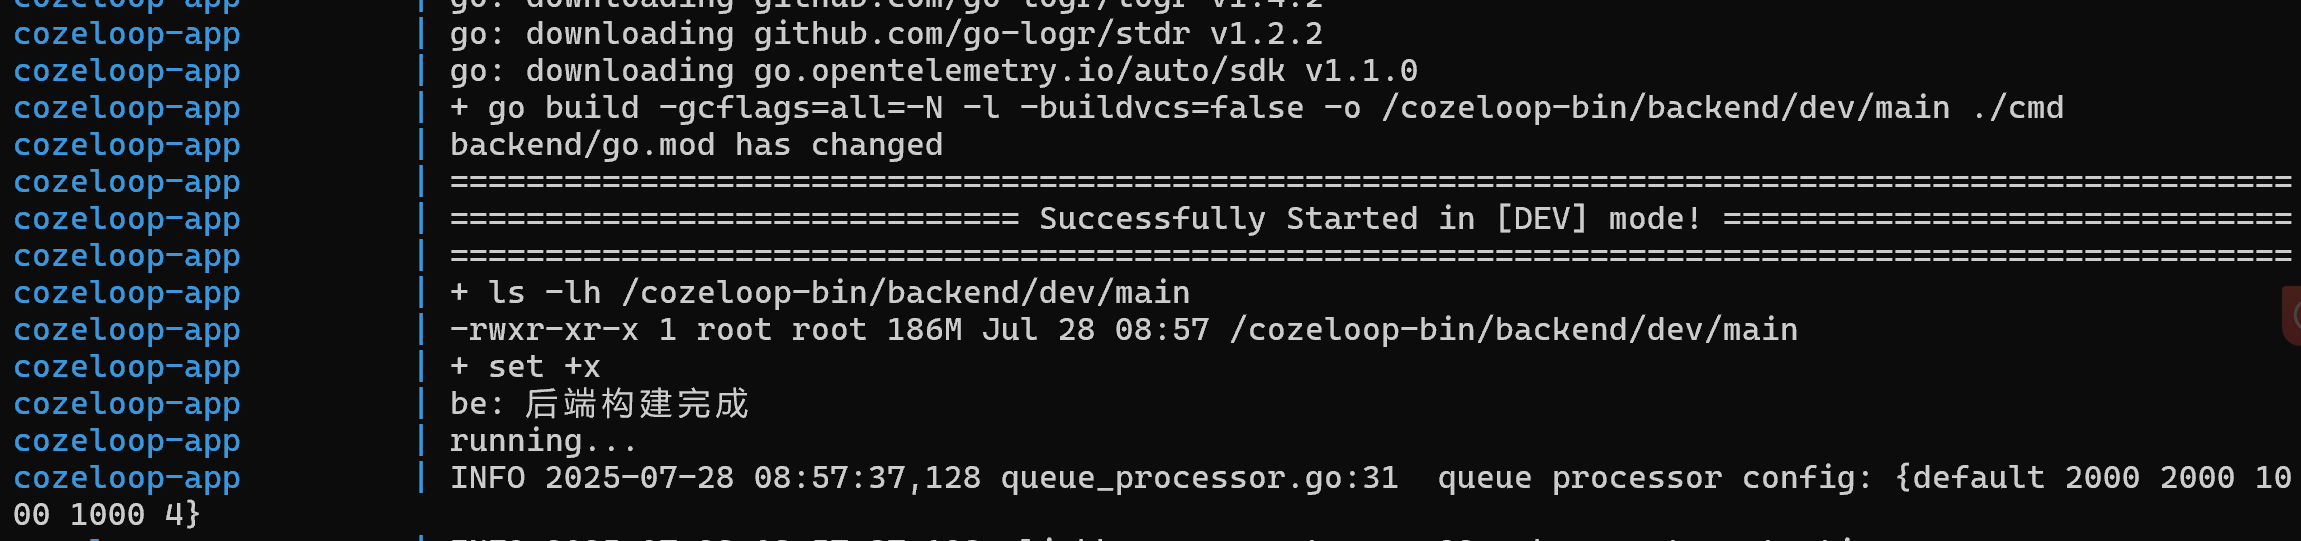 cozeloop-app | go: downloading github.com/go-logr/logr v1.4.2
cozeloop-app | go: downloading github.com/go-logr/stdr v1.2.2
cozeloop-app | go: downloading go.opentelemetry.io/auto/sdk v1.1.0
cozeloop-app | + go build -gcflags=all=-N -l -buildvcs=false -o /cozeloop-bin/backend/dev/main ./cmd
cozeloop-app | backend/go.mod has changed
cozeloop-app | =================================================================================================
cozeloop-app | ============================== Successfully Started in [DEV] mode! ==============================
cozeloop-app | =================================================================================================
cozeloop-app | + ls -lh /cozeloop-bin/backend/dev/main
cozeloop-app | -rwxr-xr-x 1 root root 186M Jul 28 08:57 /cozeloop-bin/backend/dev/main
cozeloop-app | + set +x
cozeloop-app | be: 后端构建完成
cozeloop-app | running...
cozeloop-app | INFO 2025-07-28 08:57:37,128 queue_processor.go:31  queue processor config: {default 2000 2000 10
00 1000 4}